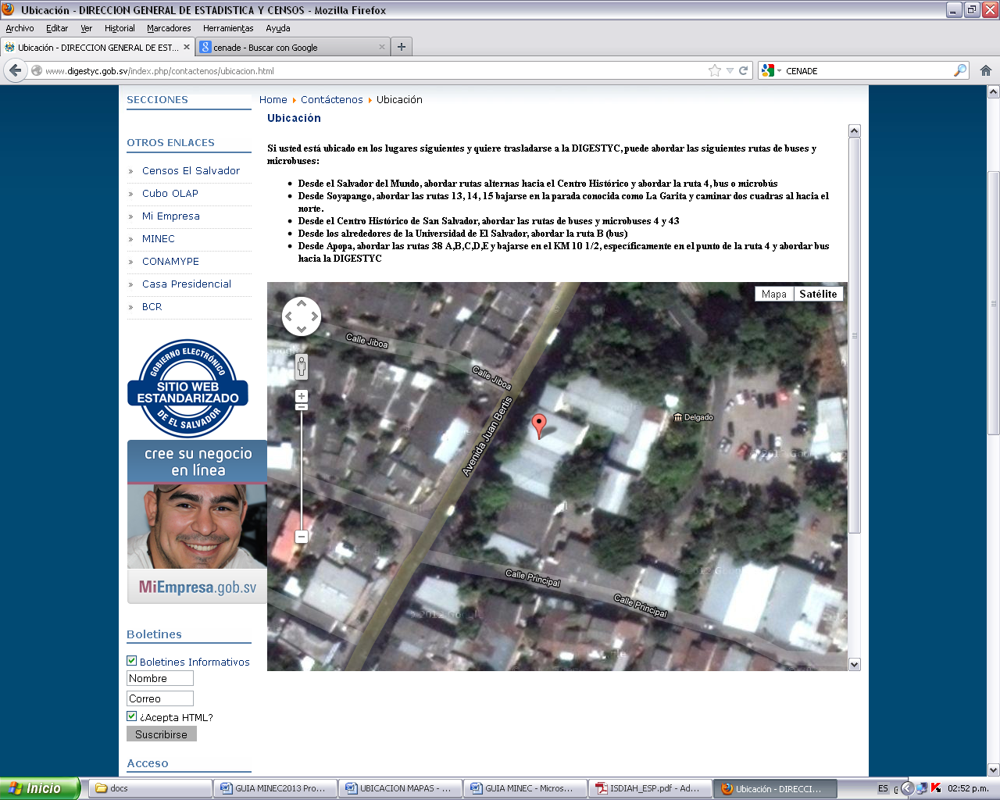 Ubicación - DIRECCION GENERAL DE ESTADISTICA Y CENSOS - Mozilla Firefox
Archivo Editar Ver Historial Marcadores Herramientas Ayuda
Ubicación - DIRECCION GENERAL DE EST...
cenade - Buscar con Google
www.digestyc.gob.sv/index.php/contactenos/ubicacion.html
CENADE
SECCIONES
OTROS ENLACES
» Censos El Salvador
» Cubo OLAP
» Mi Empresa
» MINEC
» CONAMYPE
» Casa Presidencial
» BCR
GOBIERNO ELECTRÓNICO
SITIO WEB
ESTANDARIZADO
DE EL SALVADOR
cree su negocio
en línea
MiEmpresa.gob.sv
Boletines
Boletines Informativos
Nombre
Correo
¿Acepta HTML?
Suscribirse
Acceso
Home Contáctenos Ubicación
Ubicación
Si usted está ubicado en los lugares siguientes y quiere trasladarse a la DIGESTYC, puede abordar las siguientes rutas de buses y
microbuses:
• Desde el Salvador del Mundo, abordar rutas alternas hacia el Centro Histórico y abordar la ruta 4, bus o microbús
• Desde Soyapango, abordar las rutas 13, 14, 15 bajarse en la parada conocida como La Garita y caminar dos cuadras al hacia el
norte.
• Desde el Centro Histórico de San Salvador, abordar las rutas de buses y microbuses 4 y 43
• Desde los alrededores de la Universidad de El Salvador, abordar la ruta B (bus)
• Desde Apopa, abordar las rutas 38 A,B,C,D,E y bajarse en el KM 10 1/2, específicamente en el punto de la ruta 4 y abordar bus
hacia la DIGESTYC
Mapa Satélite
Calle Jiboa
Calle Jiboa
Avenida Juan Bertis
Delgado
Calle Principal
Calle Principal
Inicio
docs
GUIA MINEC2013 Pro...
UBICACION MAPAS - ...
GUIA MINEC - Micros...
ISDIAH_ESP.pdf - Ad...
Ubicación - DIRECCI...
ES
02:52 p.m.